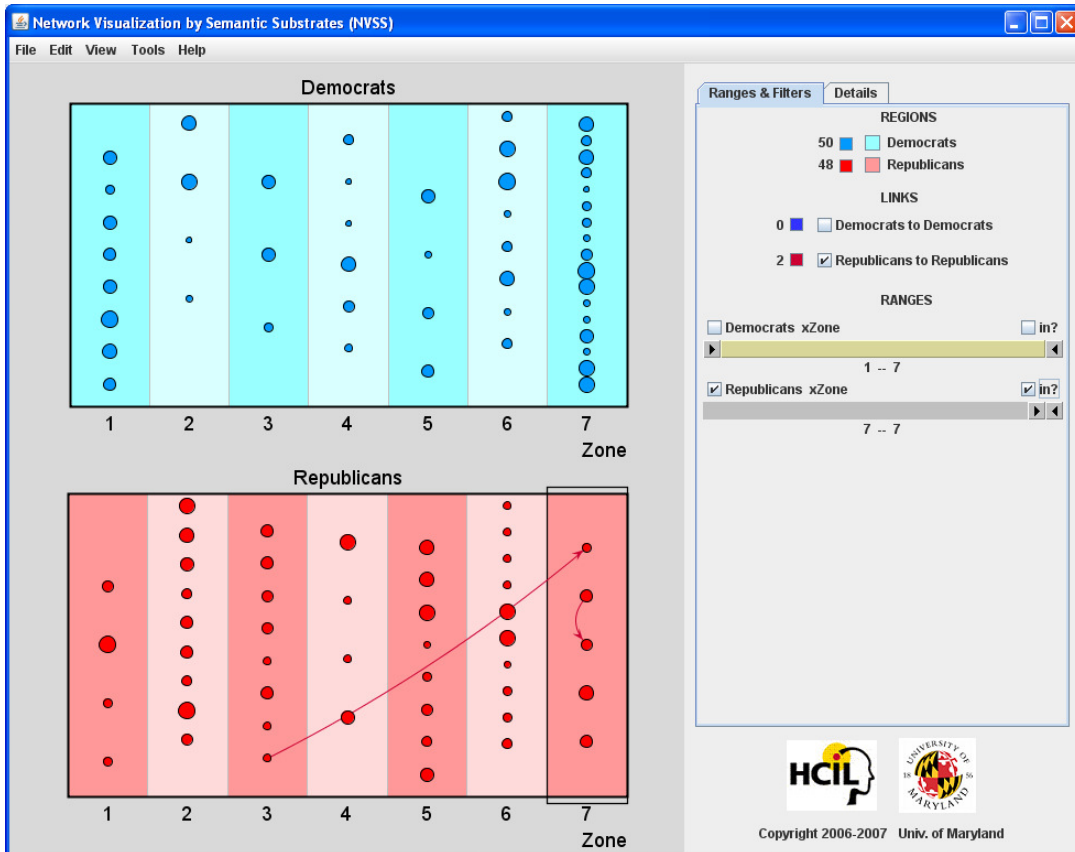 Network Visualization by Semantic Substrates (NVSS)
File Edit View Tools Help
Democrats
1 2 3 4 5 6 7
Zone
Republicans
1 2 3 4 5 6 7
Zone
Ranges & Filters Details
REGIONS
50 Democrats
48 Republicans
LINKS
0 Democrats to Democrats
2 Republicans to Republicans
RANGES
Democrats xZone in?
1 -- 7
Republicans xZone in?
7 -- 7
HCIL
UNIVERSITY OF
18 56
MARYLAND
Copyright 2006-2007 Univ. of Maryland